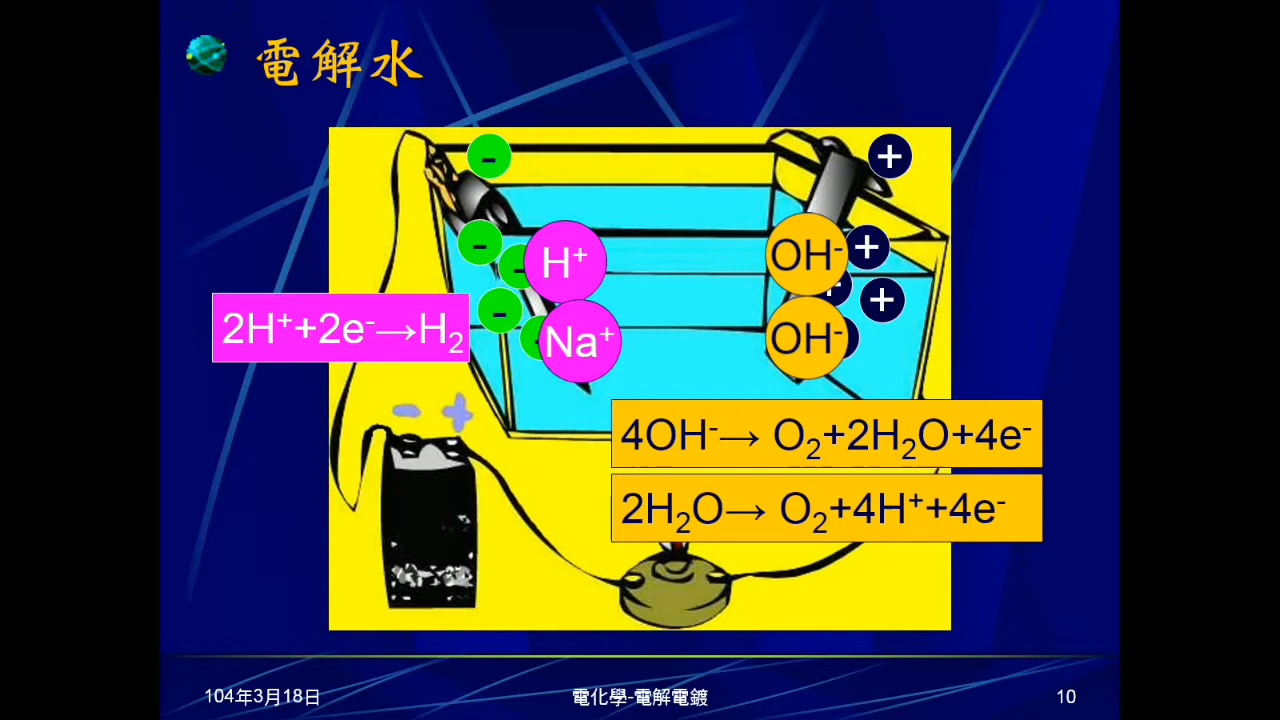 電解水
-
+
-
+
-
H⁺
OH⁻
+
+
-
-
Na⁺
OH⁻
2H⁺+2e⁻→H₂
- +
4OH⁻→ O₂+2H₂O+4e⁻
2H₂O→ O₂+4H⁺+4e⁻
104年3月18日
電化學-電解電鍍
10